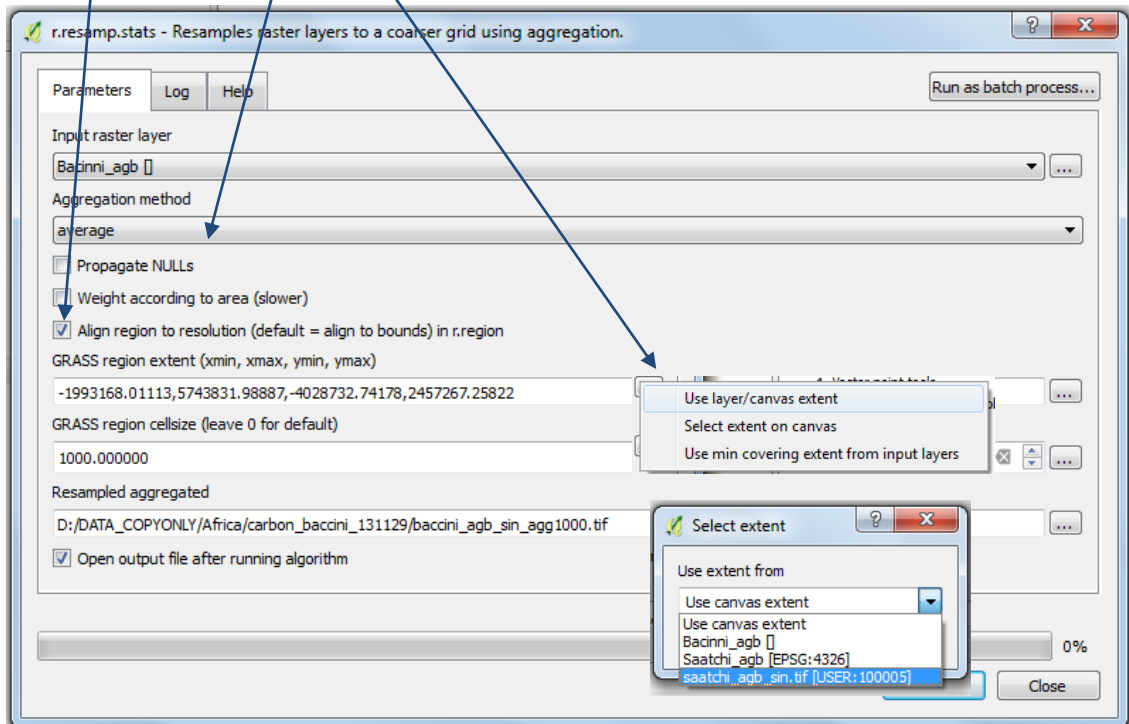 r.resamp.stats - Resamples raster layers to a coarser grid using aggregation.
Parameters Log Help Run as batch process...
Input raster layer
Bacinni_agb [] ...
Aggregation method
average
Propagate NULLs
Weight according to area (slower)
Align region to resolution (default = align to bounds) in r.region
GRASS region extent (xmin, xmax, ymin, ymax)
-1993168.01113,5743831.98887,-4028732.74178,2457267.25822 ...
Use layer/canvas extent
Select extent on canvas
Use min covering extent from input layers
GRASS region cellsize (leave 0 for default)
1000.000000 ...
Resampled aggregated
D:/DATA_COPYONLY/Africa/carbon_baccini_131129/baccini_agb_sin_agg1000.tif ...
Open output file after running algorithm
Select extent
Use extent from
Use canvas extent
Use canvas extent
Bacinni_agb []
Saatchi_agb [EPSG:4326]
saatchi_agb_sin.tif [USER:100005]
0%
Close